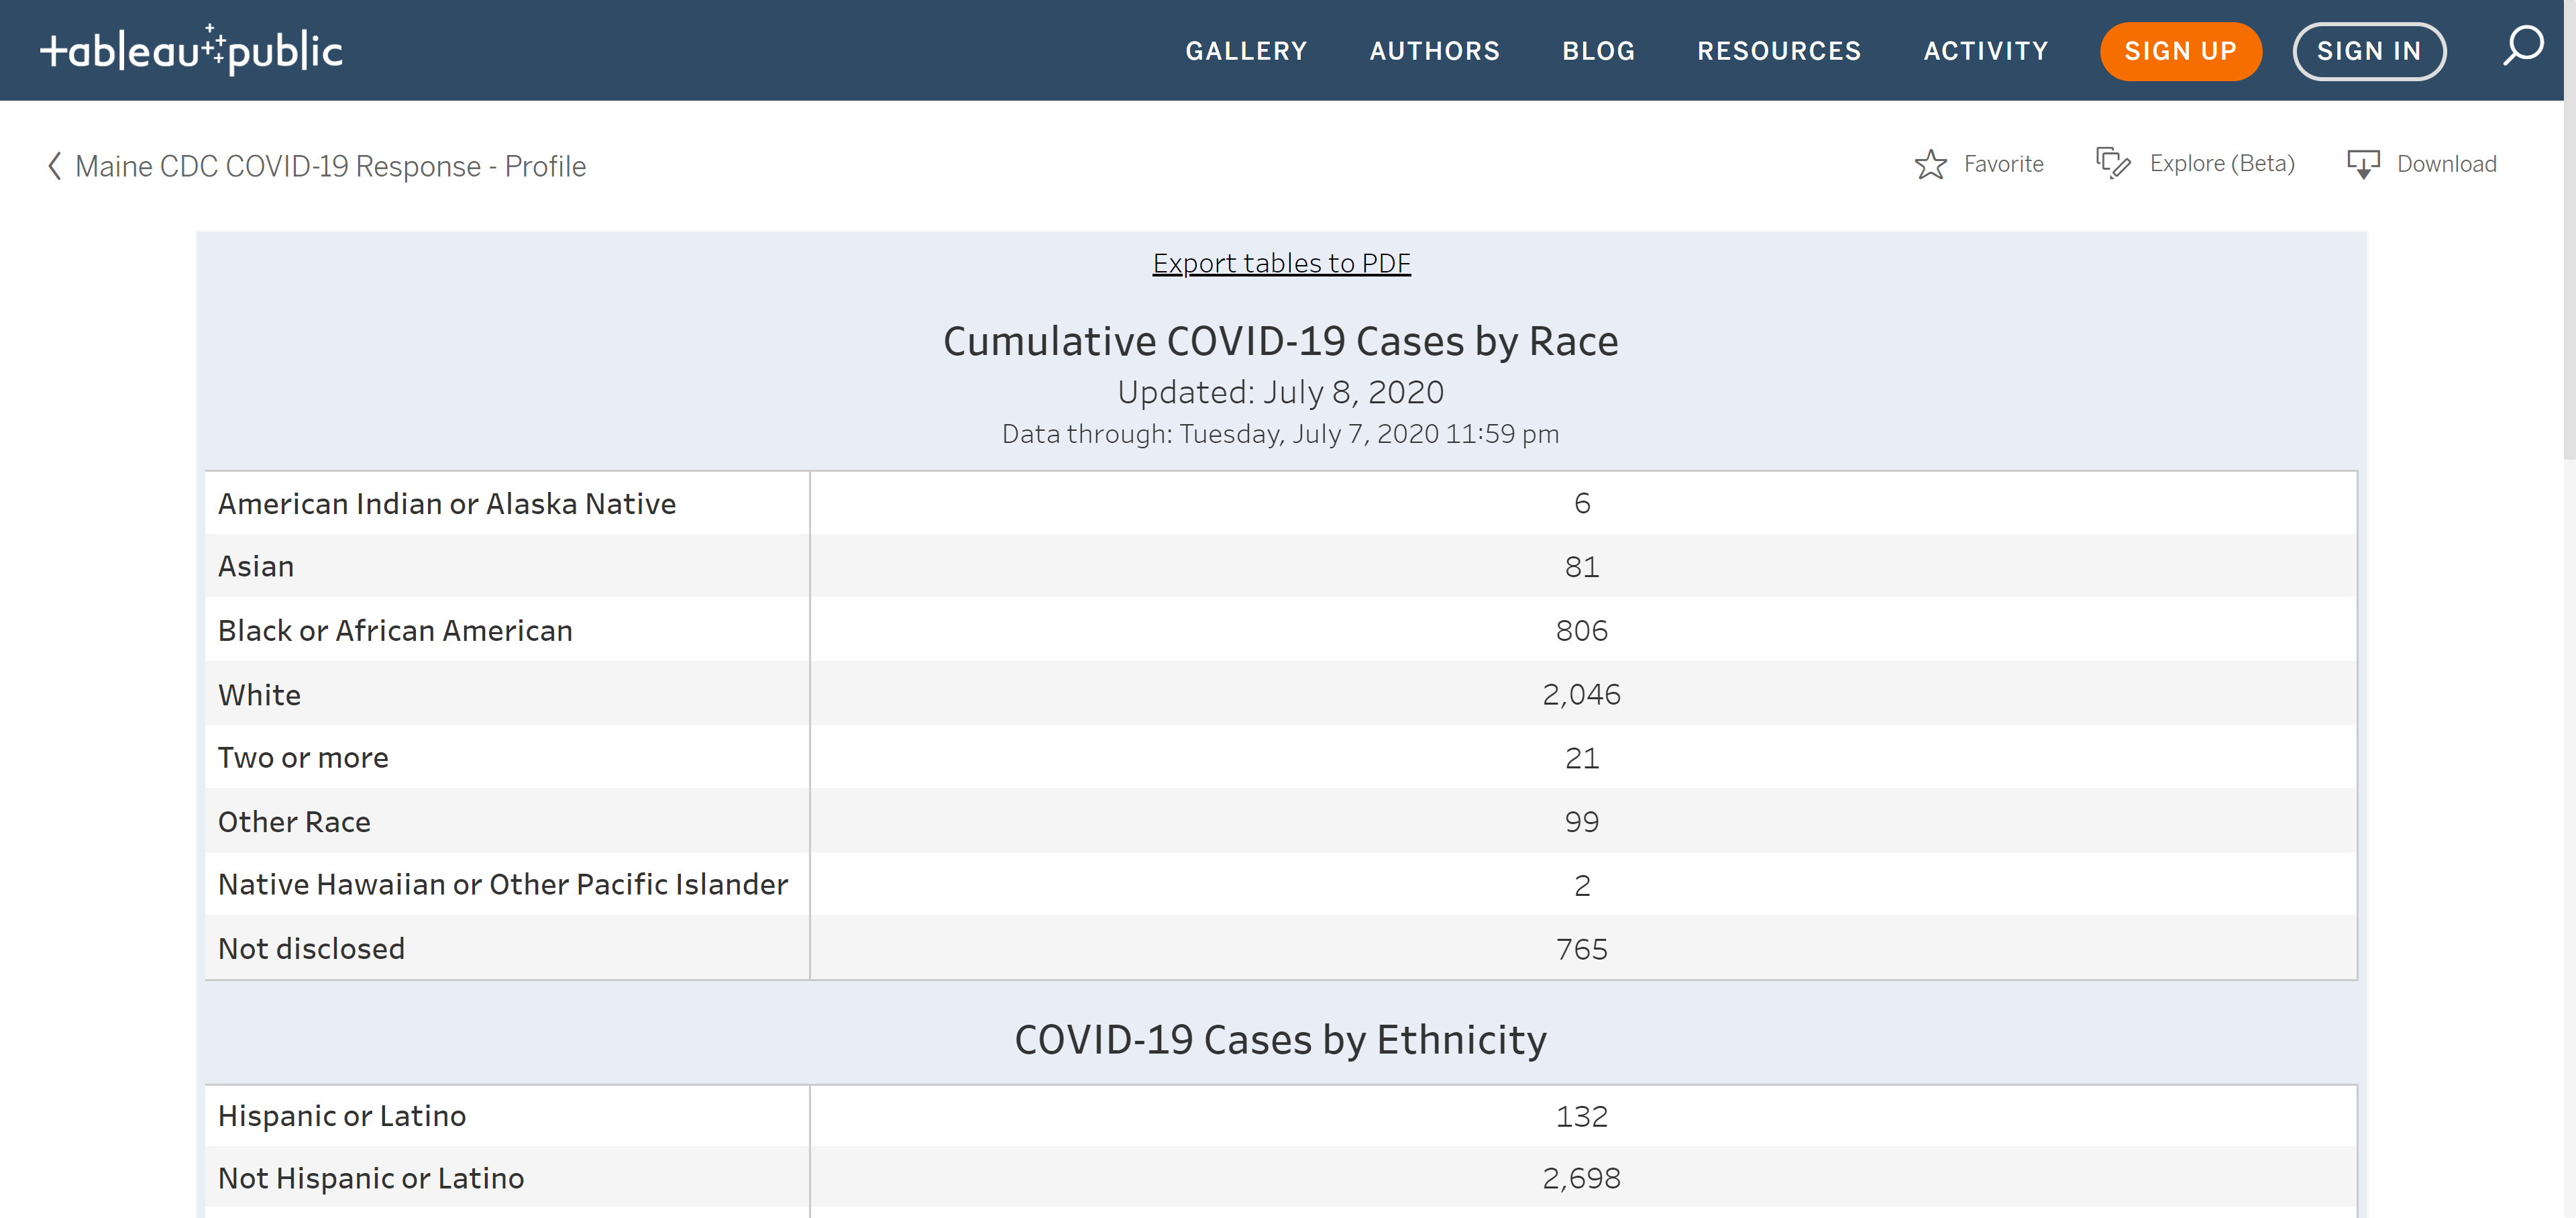 tableau public GALLERY AUTHORS BLOG RESOURCES ACTIVITY SIGN UP SIGN IN
Maine CDC COVID-19 Response - Profile Favorite Explore (Beta) Download
Export tables to PDF
Cumulative COVID-19 Cases by Race
Updated: July 8, 2020
Data through: Tuesday, July 7, 2020 11:59 pm
American Indian or Alaska Native 6
Asian 81
Black or African American 806
White 2,046
Two or more 21
Other Race 99
Native Hawaiian or Other Pacific Islander 2
Not disclosed 765
COVID-19 Cases by Ethnicity
Hispanic or Latino 132
Not Hispanic or Latino 2,698